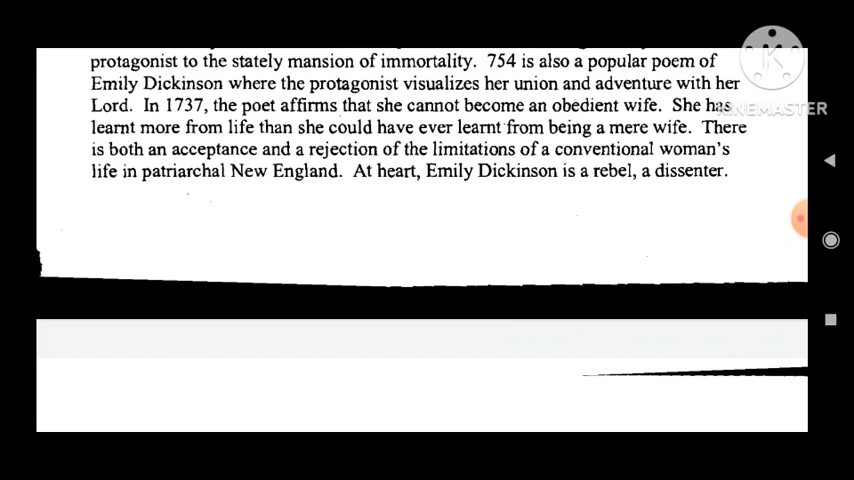 protagonist to the stately mansion of immortality. 754 is also a popular poem of
Emily Dickinson where the protagonist visualizes her union and adventure with her
Lord. In 1737, the poet affirms that she cannot become an obedient wife. She has
KINEMASTER
learnt more from life than she could have ever learnt from being a mere wife. There
is both an acceptance and a rejection of the limitations of a conventional woman's
life in patriarchal New England. At heart, Emily Dickinson is a rebel, a dissenter.